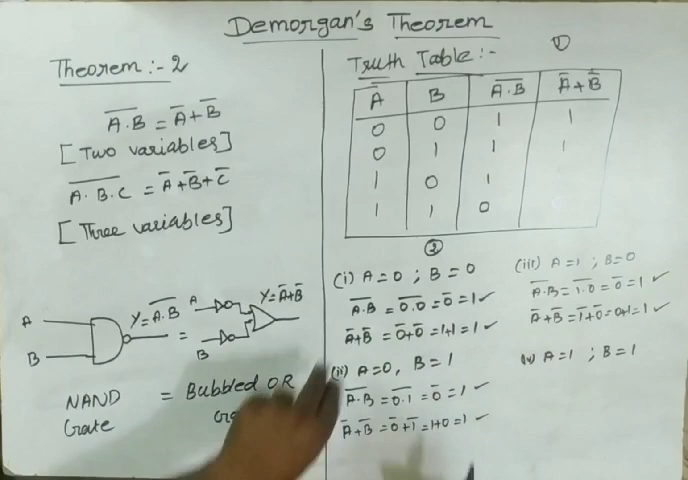 Demorgan's Theorem
Theorem :- 2
A̅.̅B̅ = A̅ + B̅
[Two variables]
A̅.̅B̅.̅C̅ = A̅ + B̅ + C̅
[Three variables]
A
B
Y = A̅.̅B̅
=
A
B
Y = A̅ + B̅
NAND = Bubbled OR
Gate
Truth Table :- ①
A B A̅.̅B̅ A̅ + B̅
0 0 1 1
0 1 1 1
1 0 1
1 1 0
②
(i) A = 0 ; B = 0
A̅.̅B̅ = 0̅.̅0̅ = 0̅ = 1 ✓
A̅ + B̅ = 0̅ + 0̅ = 1+1 = 1 ✓
(ii) A = 0, B = 1
A̅.̅B̅ = 0̅.̅1̅ = 0̅ = 1 ✓
A̅ + B̅ = 0̅ + 1̅ = 1+0 = 1 ✓
(iii) A = 1 ; B = 0
A̅.̅B̅ = 1̅.̅0̅ = 0̅ = 1 ✓
A̅ + B̅ = 1̅ + 0̅ = 0+1 = 1 ✓
(iv) A = 1 ; B = 1